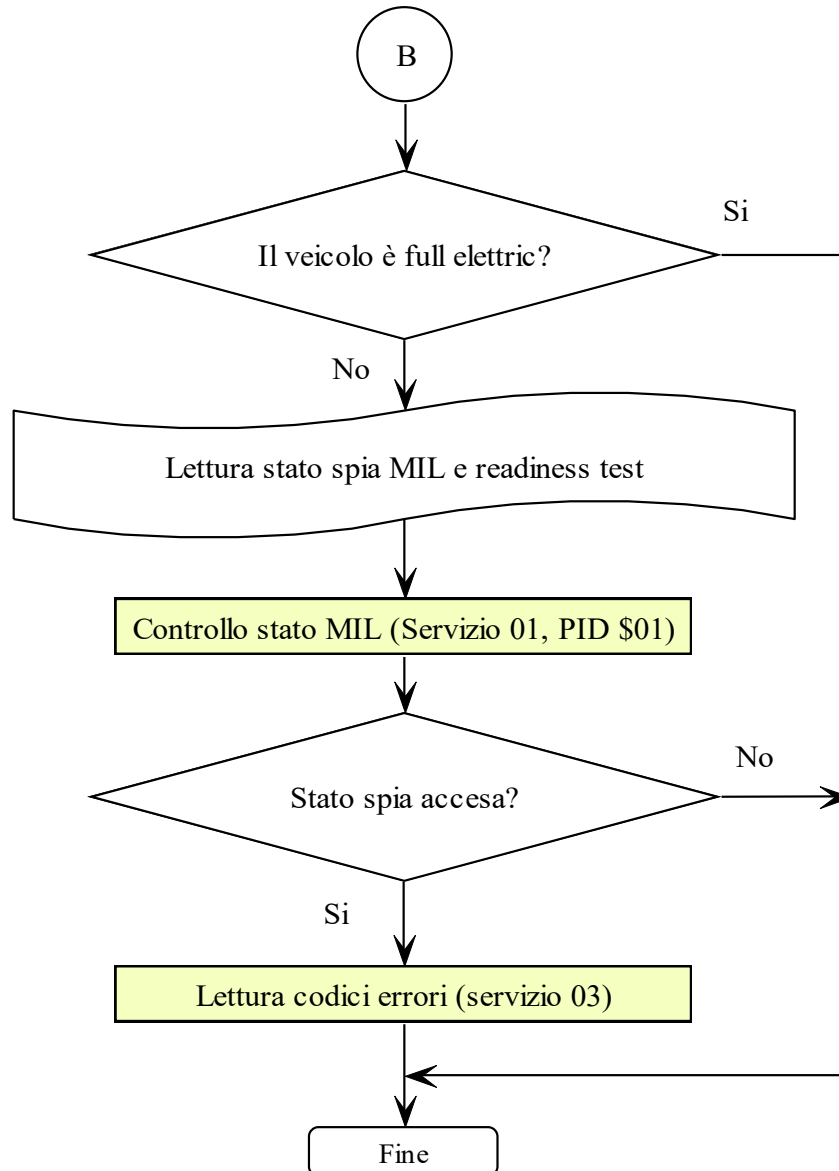 B
Il veicolo è full elettric?
Si
No
Lettura stato spia MIL e readiness test
Controllo stato MIL (Servizio 01, PID $01)
Stato spia accesa?
No
Si
Lettura codici errori (servizio 03)
Fine